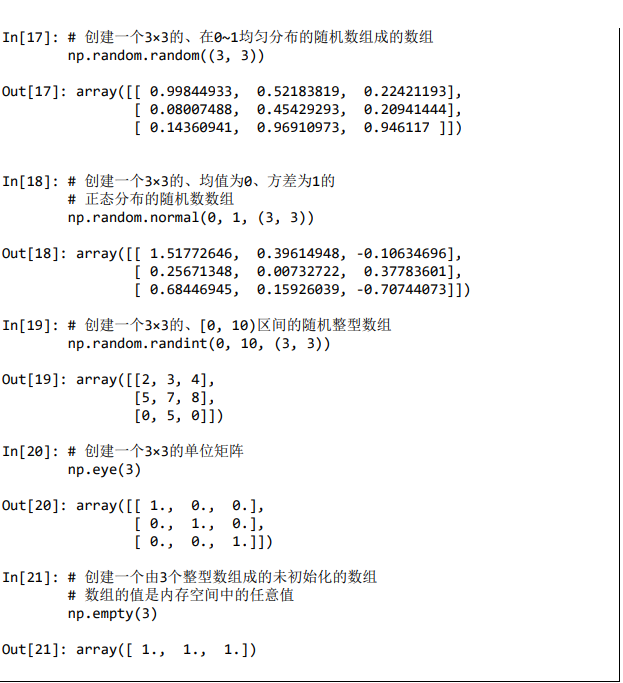 In[17]: # 创建一个3×3的、在0~1均匀分布的随机数组成的数组
        np.random.random((3, 3))
Out[17]: array([[ 0.99844933,  0.52183819,  0.22421193],
                [ 0.08007488,  0.45429293,  0.20941444],
                [ 0.14360941,  0.96910973,  0.946117 ]])
In[18]: # 创建一个3×3的、均值为0、方差为1的
        # 正态分布的随机数数组
        np.random.normal(0, 1, (3, 3))
Out[18]: array([[ 1.51772646,  0.39614948, -0.10634696],
                [ 0.25671348,  0.00732722,  0.37783601],
                [ 0.68446945,  0.15926039, -0.70744073]])
In[19]: # 创建一个3×3的、[0, 10)区间的随机整型数组
        np.random.randint(0, 10, (3, 3))
Out[19]: array([[2, 3, 4],
                [5, 7, 8],
                [0, 5, 0]])
In[20]: # 创建一个3×3的单位矩阵
        np.eye(3)
Out[20]: array([[ 1.,  0.,  0.],
                [ 0.,  1.,  0.],
                [ 0.,  0.,  1.]])
In[21]: # 创建一个由3个整型数组成的未初始化的数组
        # 数组的值是内存空间中的任意值
        np.empty(3)
Out[21]: array([ 1.,  1.,  1.])